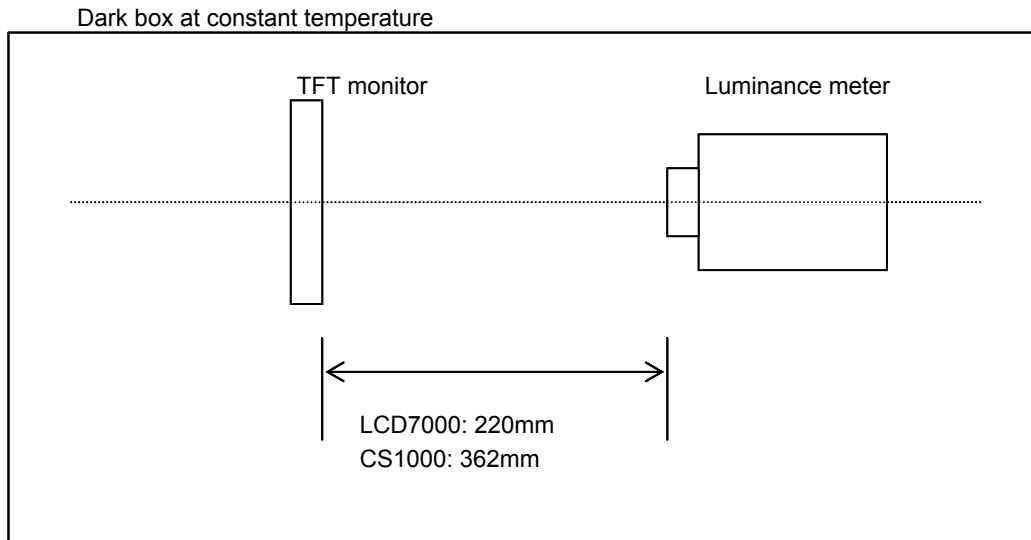 Dark box at constant temperature
TFT monitor
Luminance meter
LCD7000: 220mm
CS1000: 362mm